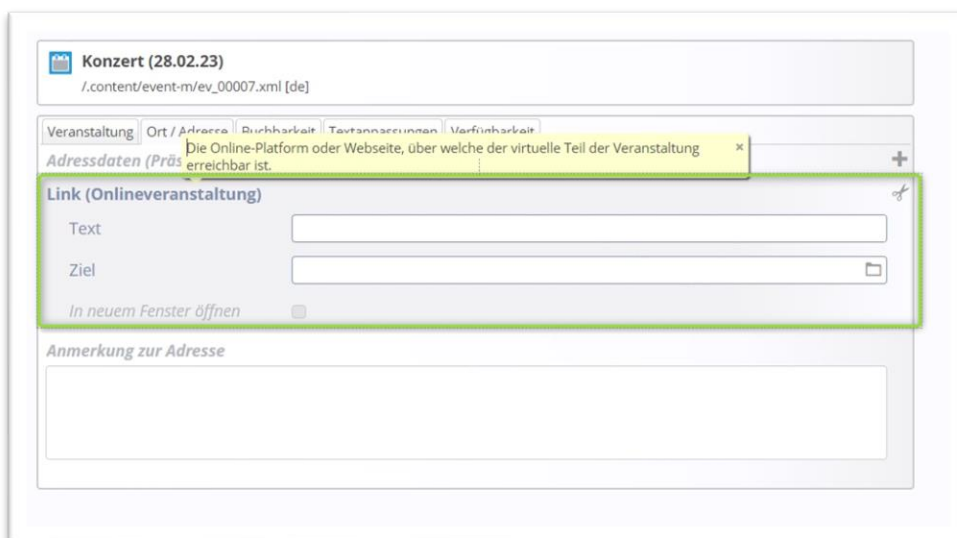 Konzert (28.02.23)
/.content/event-m/ev_00007.xml [de]
Veranstaltung Ort / Adresse Buchbarkeit Textanpassungen Verfügbarkeit
Die Online-Platform oder Webseite, über welche der virtuelle Teil der Veranstaltung
erreichbar ist.
Adressdaten
Link (Onlineveranstaltung)
Text
Ziel
In neuem Fenster öffnen
Anmerkung zur Adresse